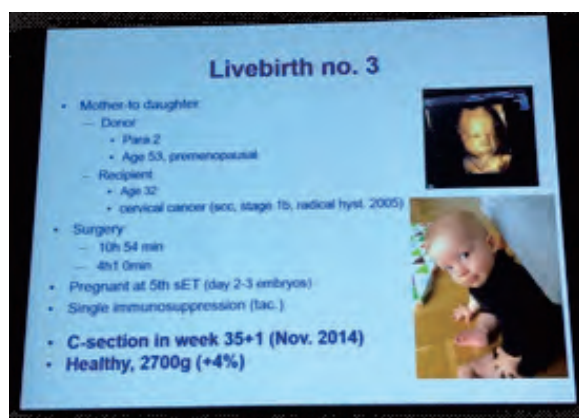 Livebirth no. 3
• Mother-to daughter
– Donor
• Para 2
• Age 53, premenopausal
– Recipient
• Age 32
• cervical cancer (scc, stage 1b, radical hyst. 2005)
• Surgery
– 10h 54 min
– 4h1 0min
• Pregnant at 5th sET (day 2-3 embryos)
• Single immunosuppression (tac.)
• C-section in week 35+1 (Nov. 2014)
• Healthy, 2700g (+4%)